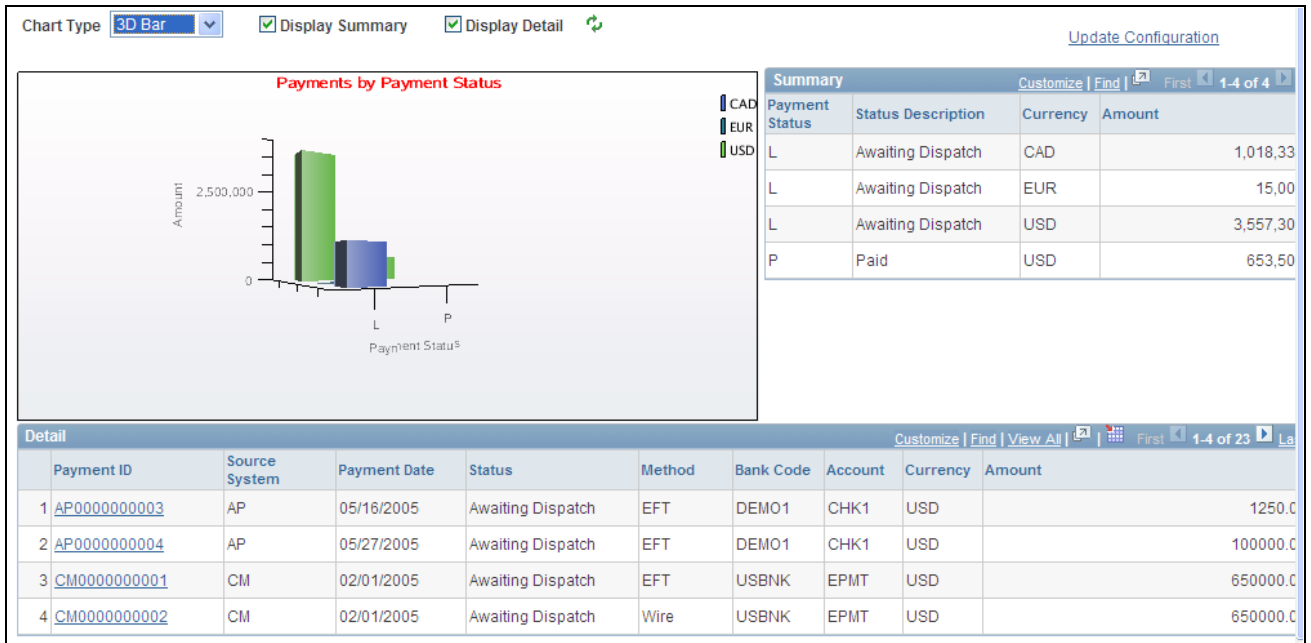 Chart Type 3D Bar Display Summary Display Detail
Update Configuration
Payments by Payment Status
CAD
EUR
USD
Amount
2,500,000
0
L
P
Payment Status
Summary Customize | Find | First 1-4 of 4
Payment Status Status Description Currency Amount
L Awaiting Dispatch CAD 1,018,33
L Awaiting Dispatch EUR 15,00
L Awaiting Dispatch USD 3,557,30
P Paid USD 653,50
Detail Customize | Find | View All | | First 1-4 of 23 La
Payment ID Source System Payment Date Status Method Bank Code Account Currency Amount
1 AP0000000003 AP 05/16/2005 Awaiting Dispatch EFT DEMO1 CHK1 USD 1250.0
2 AP0000000004 AP 05/27/2005 Awaiting Dispatch EFT DEMO1 CHK1 USD 100000.0
3 CM0000000001 CM 02/01/2005 Awaiting Dispatch EFT USBNK EPMT USD 650000.0
4 CM0000000002 CM 02/01/2005 Awaiting Dispatch Wire USBNK EPMT USD 650000.0